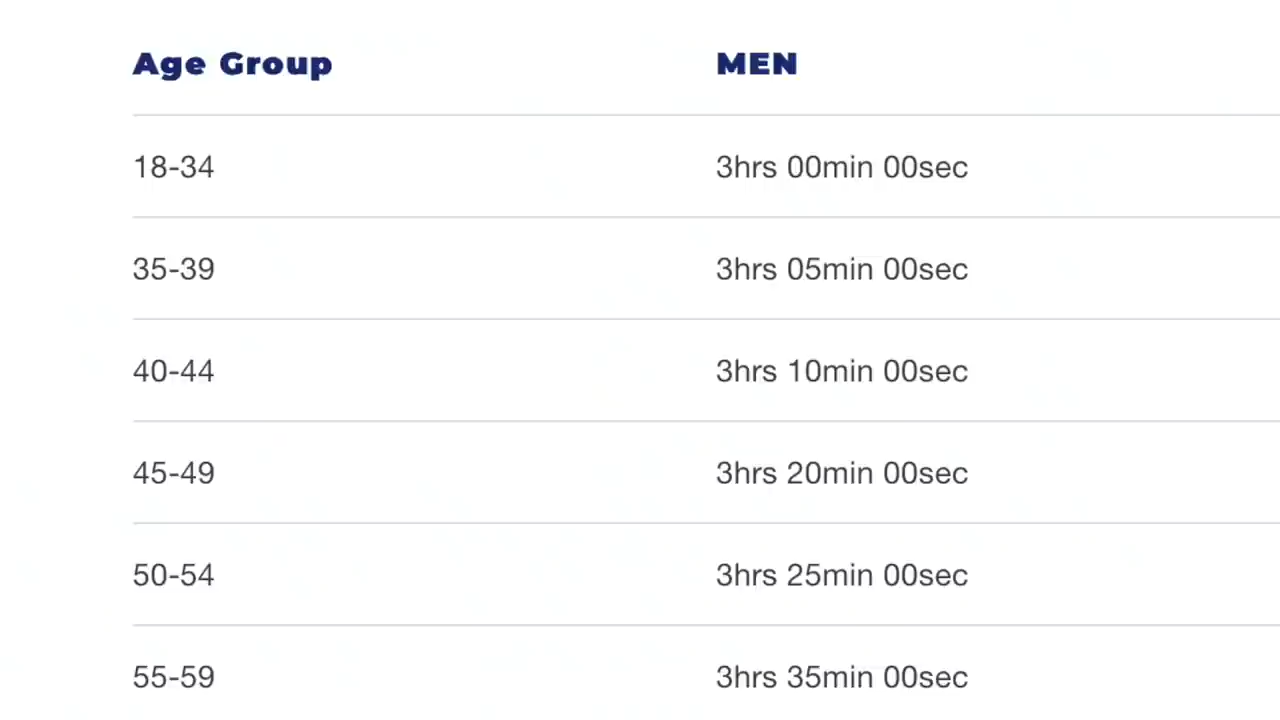 Age Group MEN
18-34 3hrs 00min 00sec
35-39 3hrs 05min 00sec
40-44 3hrs 10min 00sec
45-49 3hrs 20min 00sec
50-54 3hrs 25min 00sec
55-59 3hrs 35min 00sec